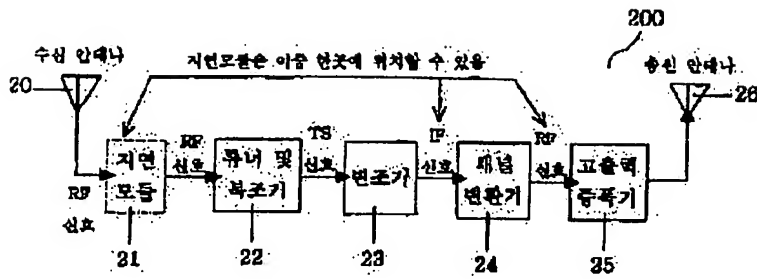 200
수신 안테나
지연모듈은 이중 한곳에 위치할 수 있음
송신 안테나
20
26
RF
신호
TS
신호
IF
신호
RF
신호
지연
모듈
튜너 및
복조기
변조기
채널
변환기
고출력
증폭기
RF
신호
21
22
23
24
25